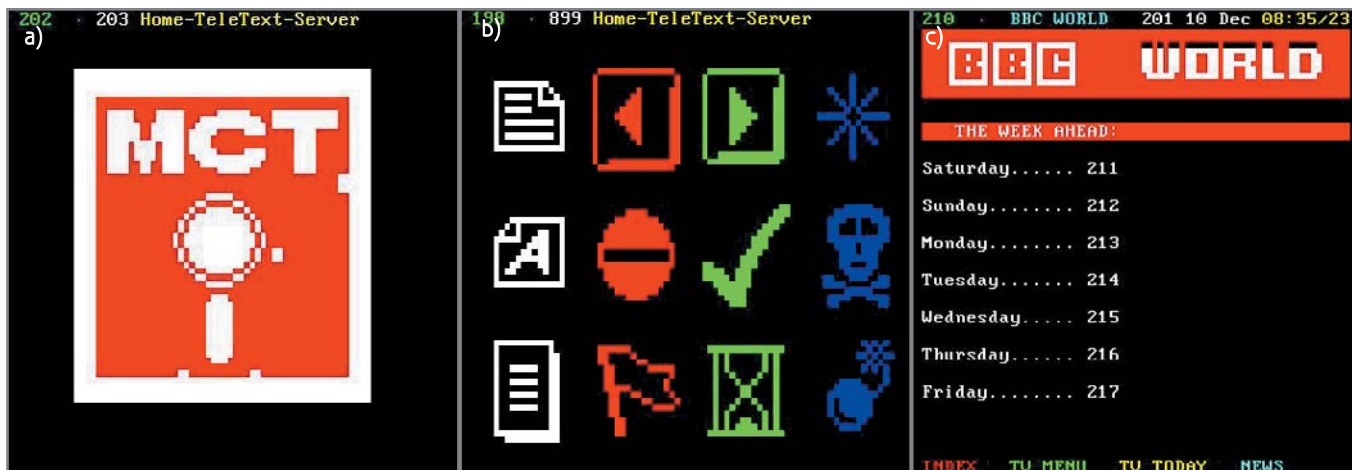 a)
202 · 203 Home-TeleText-Server
MCT
b)
198 · 899 Home-TeleText-Server
A
c)
210 · BBC WORLD 201 10 Dec 08:35/23
BBC WORLD
THE WEEK AHEAD:
Saturday...... 211
Sunday........ 212
Monday........ 213
Tuesday....... 214
Wednesday..... 215
Thursday...... 216
Friday........ 217
INDEX TV MENU TV TODAY NEWS